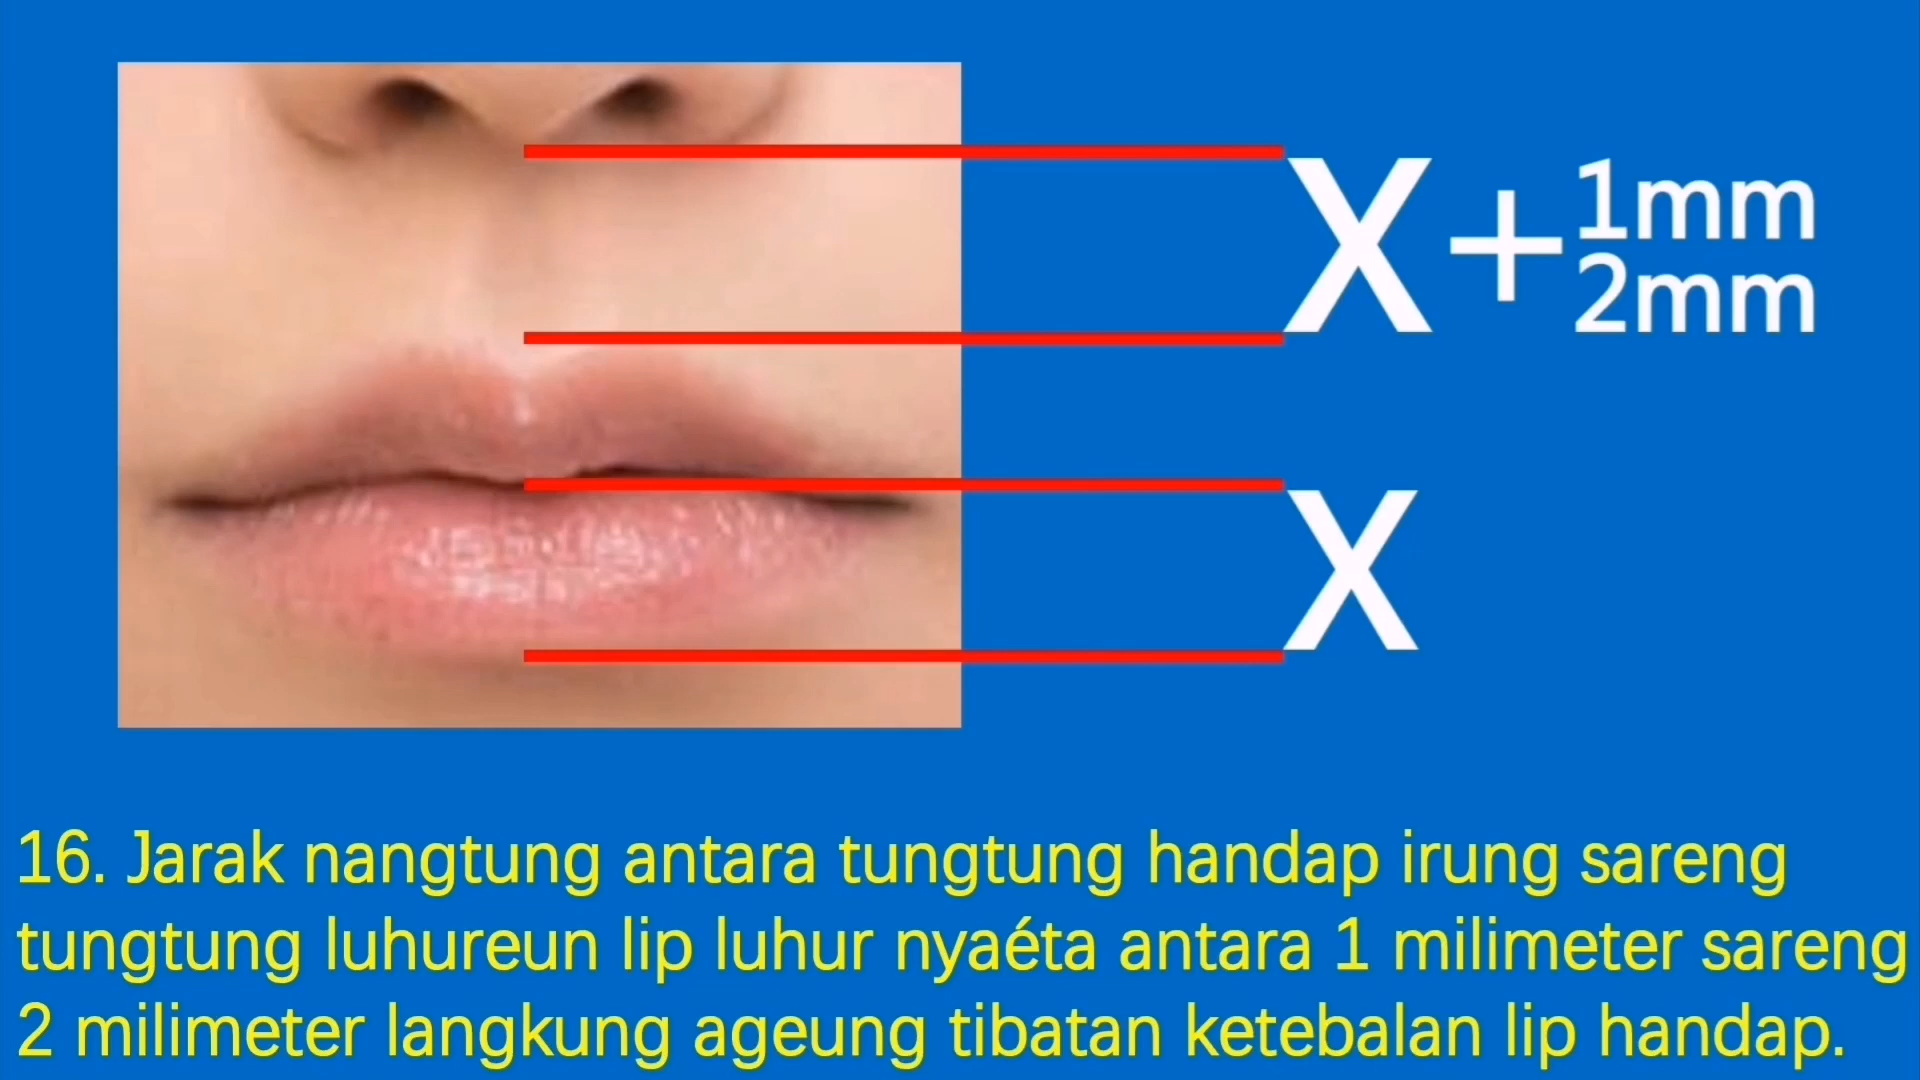 X+1mm
2mm
X
16. Jarak nangtung antara tungtung handap irung sareng
tungtung luhureun lip luhur nyaéta antara 1 milimeter sareng
2 milimeter langkung ageung tibatan ketebalan lip handap.